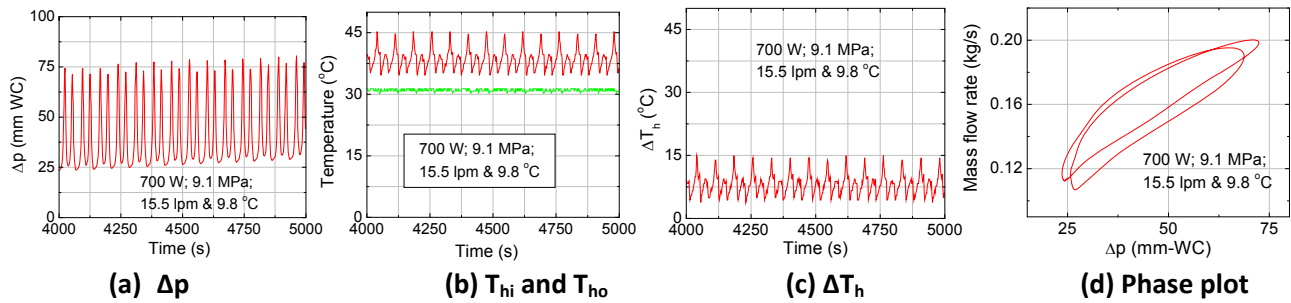 100
75
50
25
0
Δp (mm WC)
4000 4250 4500 4750 5000
Time (s)
700 W; 9.1 MPa;
15.5 lpm & 9.8 °C
(a) Δp
45
30
15
0
Temperature (°C)
4000 4250 4500 4750 5000
Time (s)
700 W; 9.1 MPa;
15.5 lpm & 9.8 °C
(b) Thi and Tho
45
30
15
0
ΔTh (°C)
4000 4250 4500 4750 5000
Time (s)
700 W; 9.1 MPa;
15.5 lpm & 9.8 °C
(c) ΔTh
0.20
0.16
0.12
Mass flow rate (kg/s)
25 50 75
Δp (mm-WC)
700 W; 9.1 MPa;
15.5 lpm & 9.8 °C
(d) Phase plot